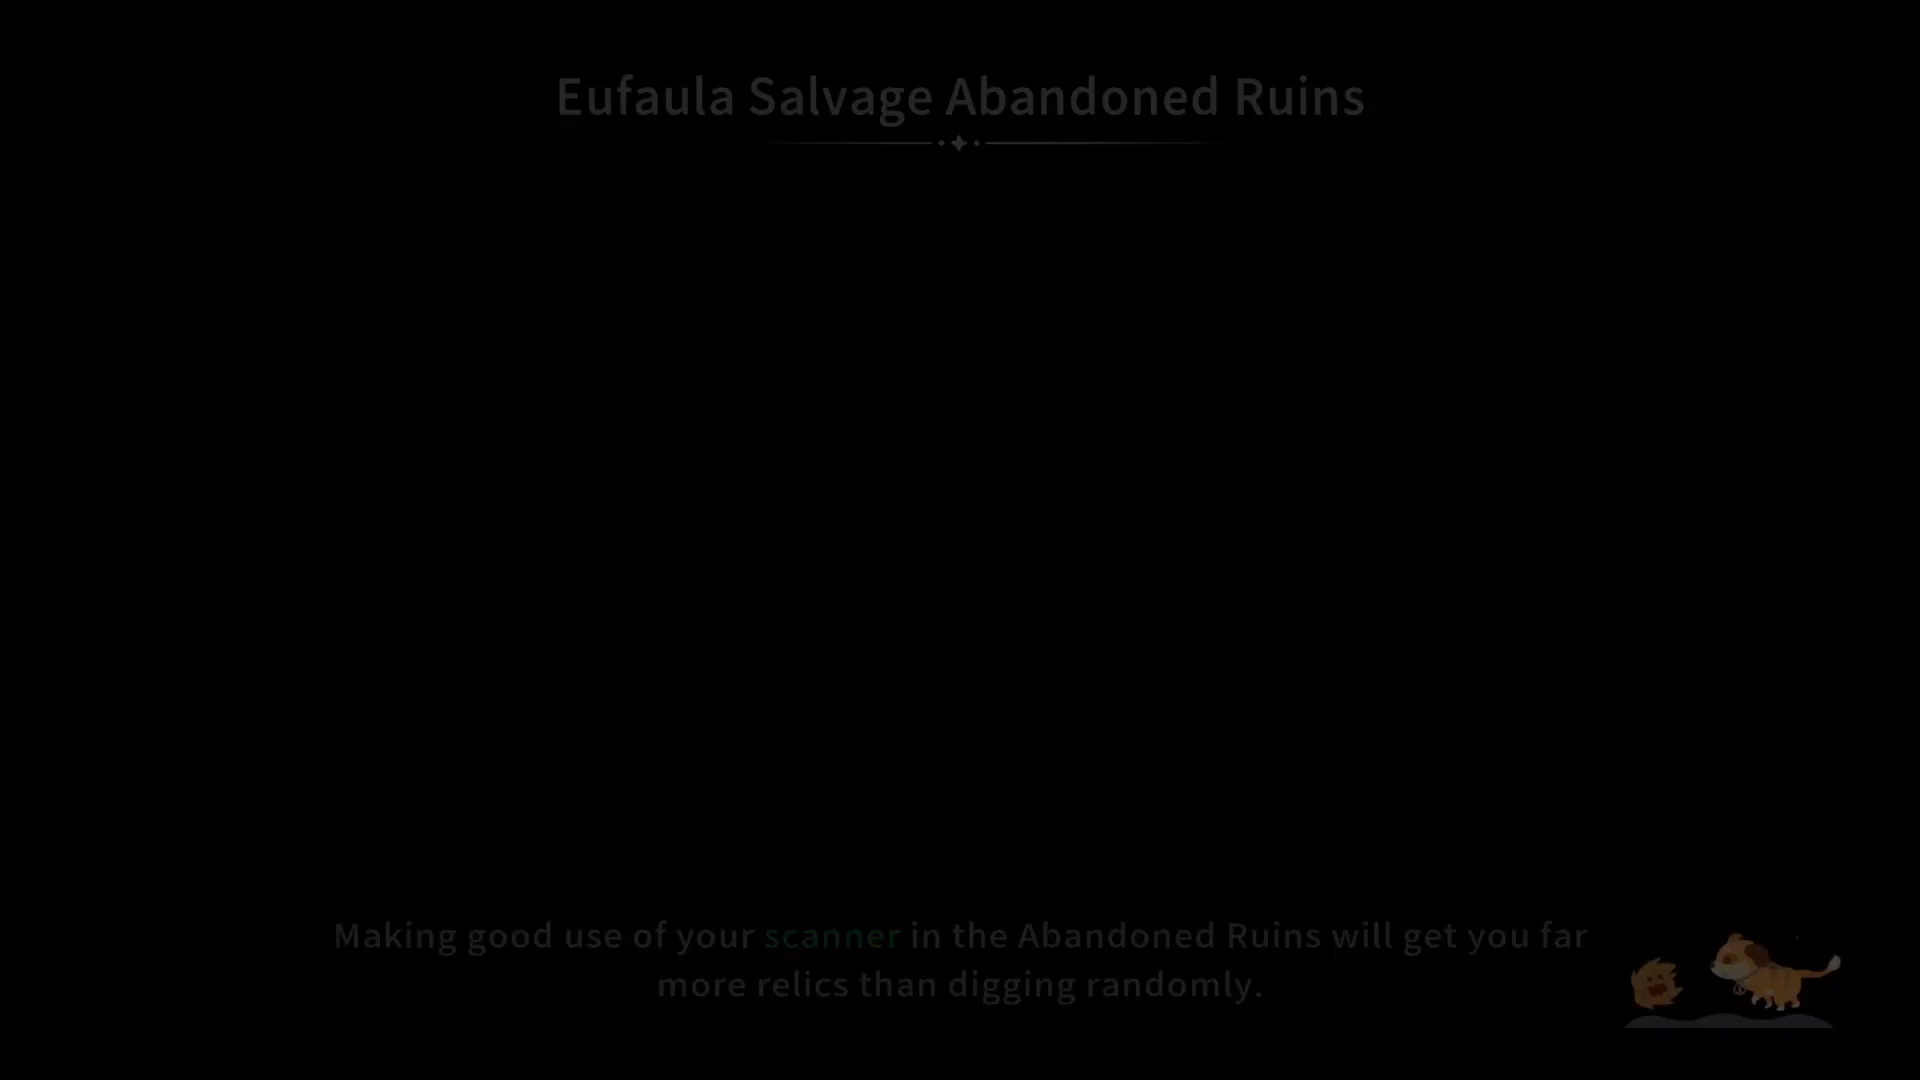 Eufaula Salvage Abandoned Ruins
Making good use of your scanner in the Abandoned Ruins will get you far
more relics than digging randomly.